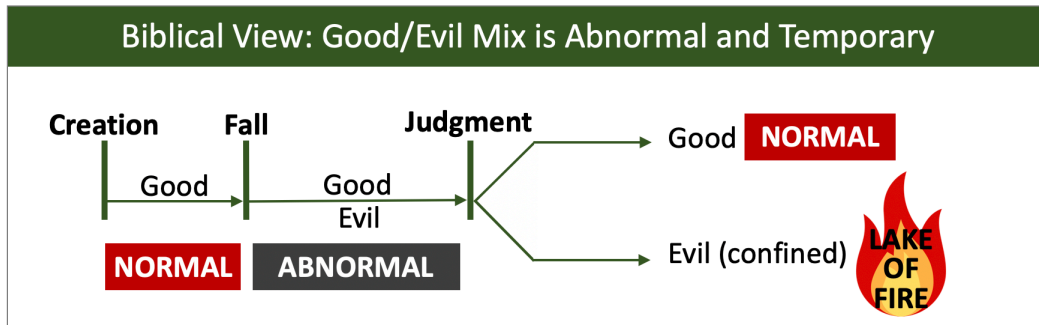 Biblical View: Good/Evil Mix is Abnormal and Temporary
Creation
Fall
Judgment
Good
Good
Evil
NORMAL
ABNORMAL
Good
NORMAL
Evil (confined)
LAKE
OF
FIRE